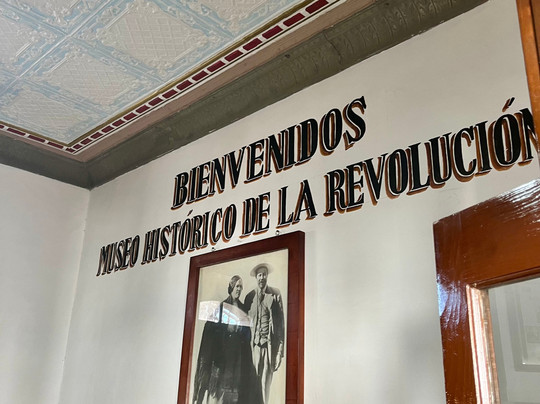 BIENVENIDOS
MUSEO HISTÓRICO DE LA REVOLUCIÓN